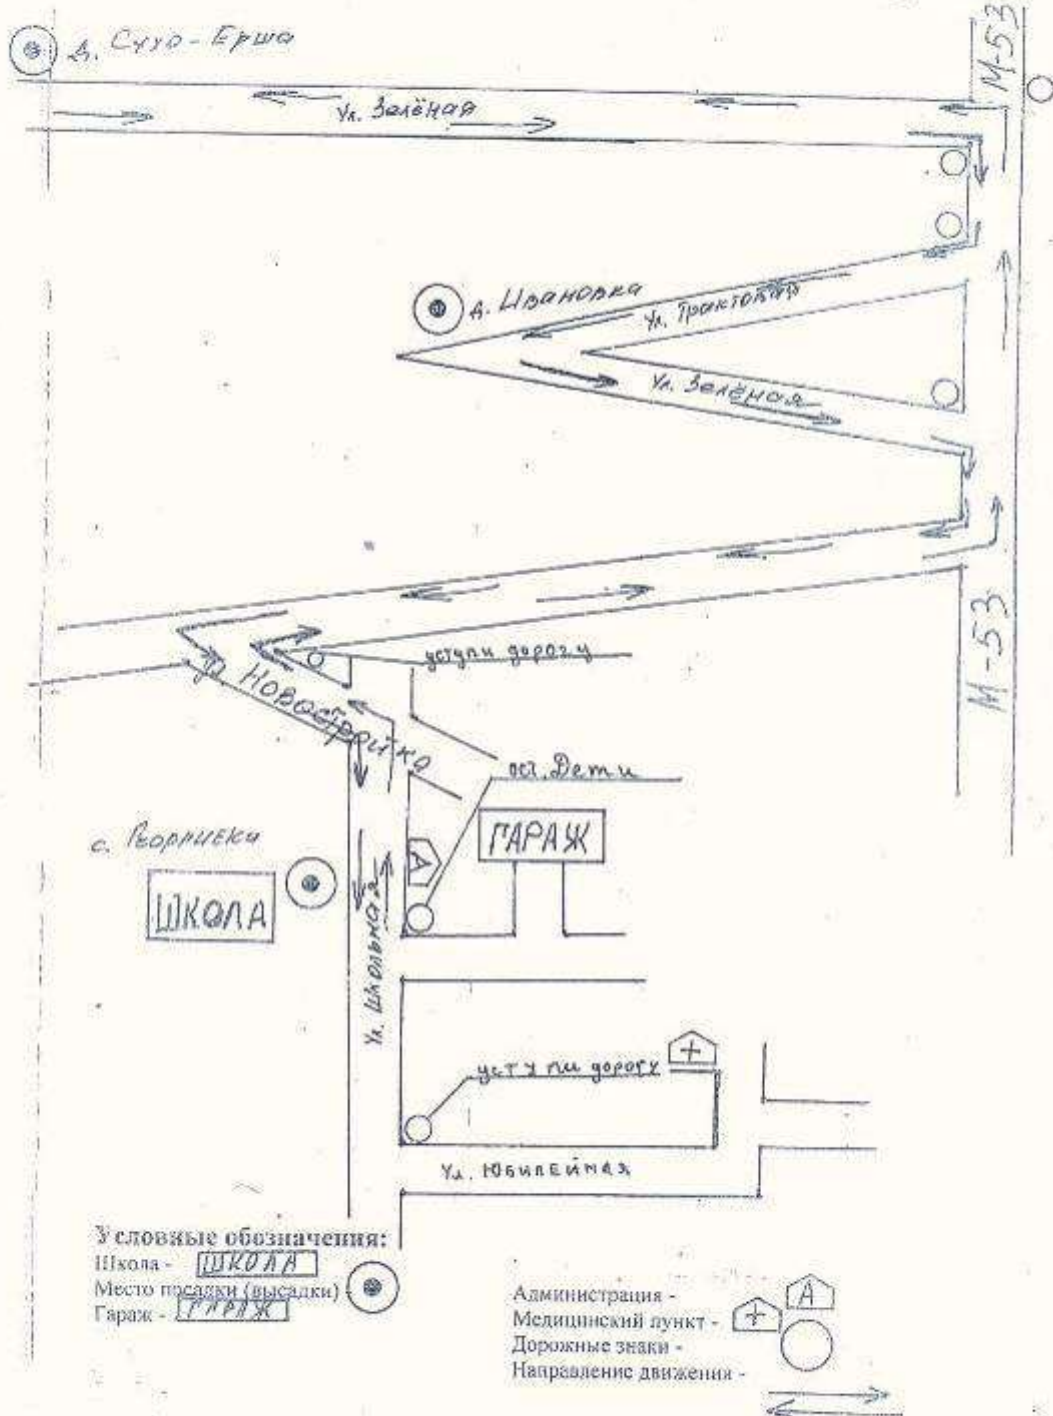 д. Сухо-Ерша
М-53
Ул. Зелёная
д. Ивановка
Ул. Трактовая
Ул. Зелёная
М-53
уступи дорогу
ул Новостройка
ост. Дети
ГАРАЖ
с.
А
ШКОЛА
Ул. Школьная
уступи дорогу
Ул. Юбилейная
Условные обозначения:
Школа - ШКОЛА
Место посадки (высадки)
Гараж - ГАРАЖ
Администрация - А
Медицинский пункт -
Дорожные знаки -
Направление движения -